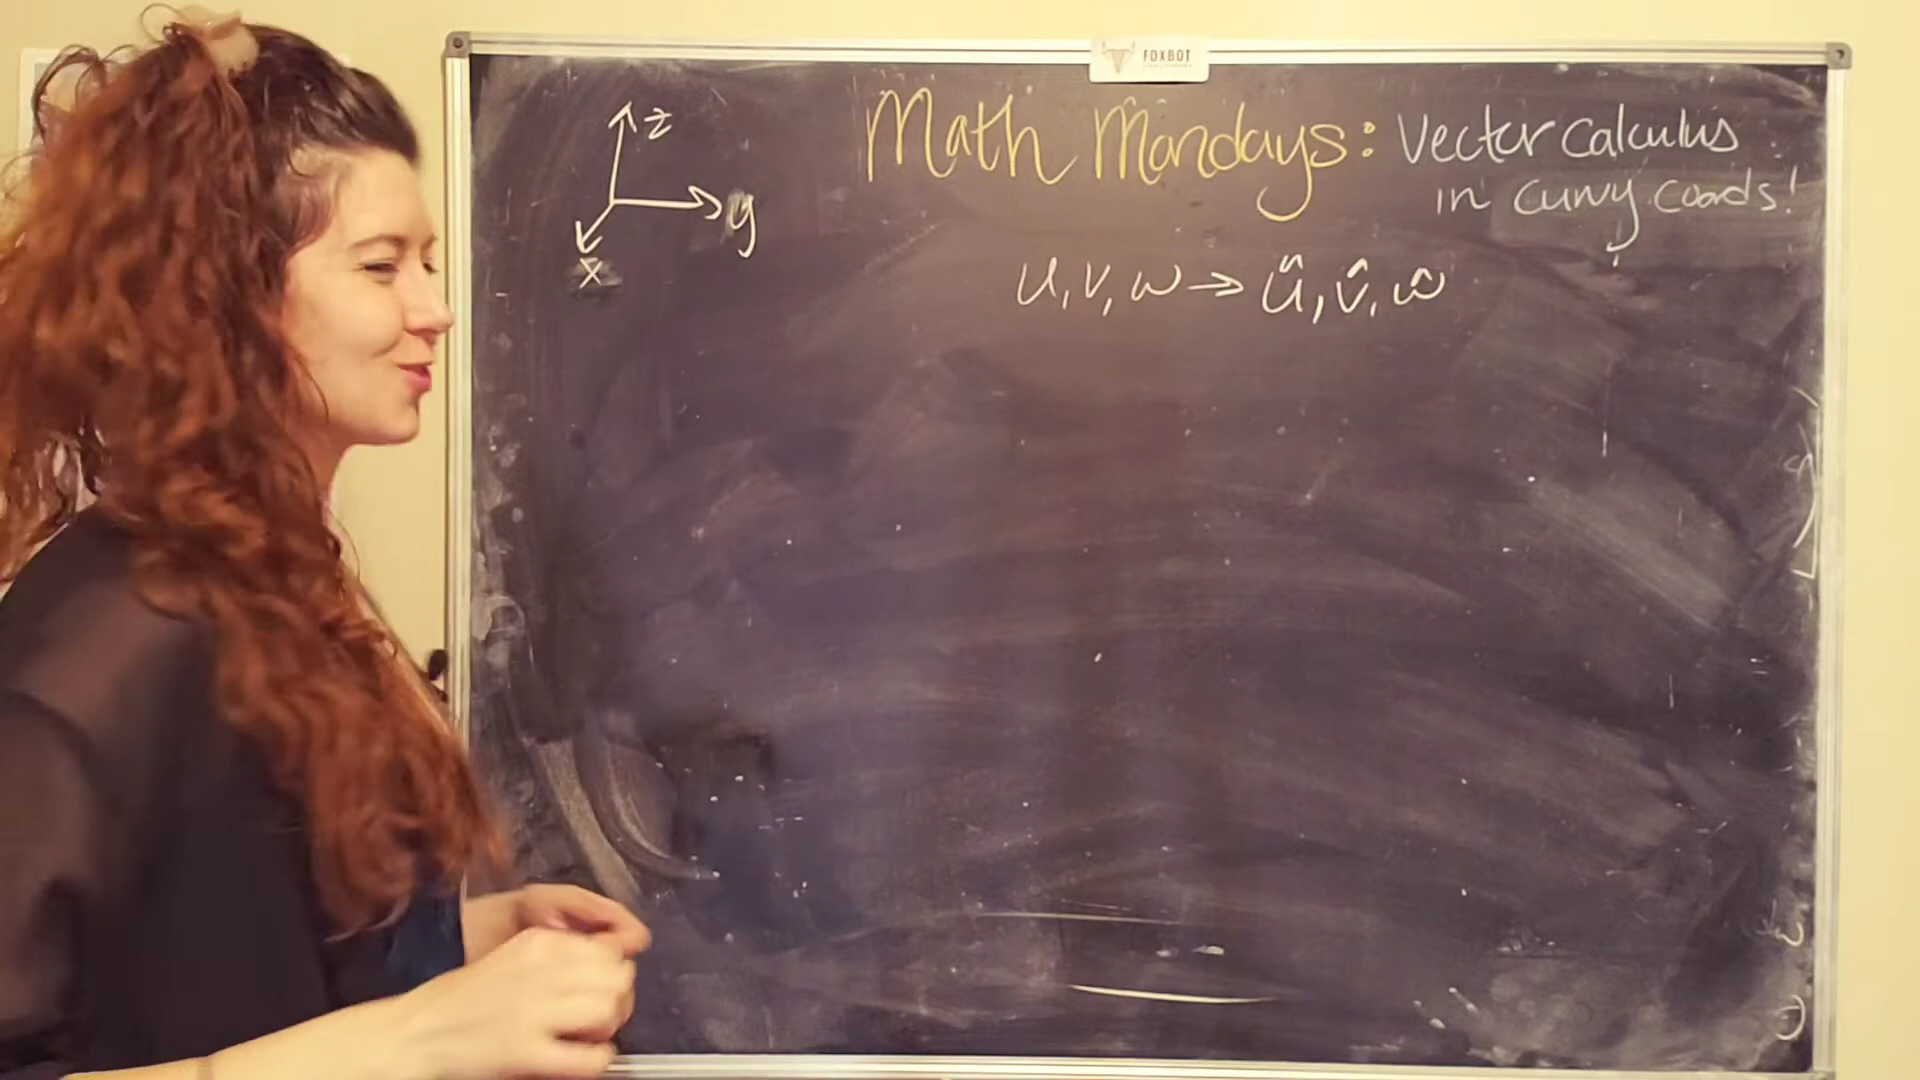 FOXBOT
Math Mondays: Vector Calculus
in curvy coords!
z
y
x
u, v, w → û, v̂, ŵ